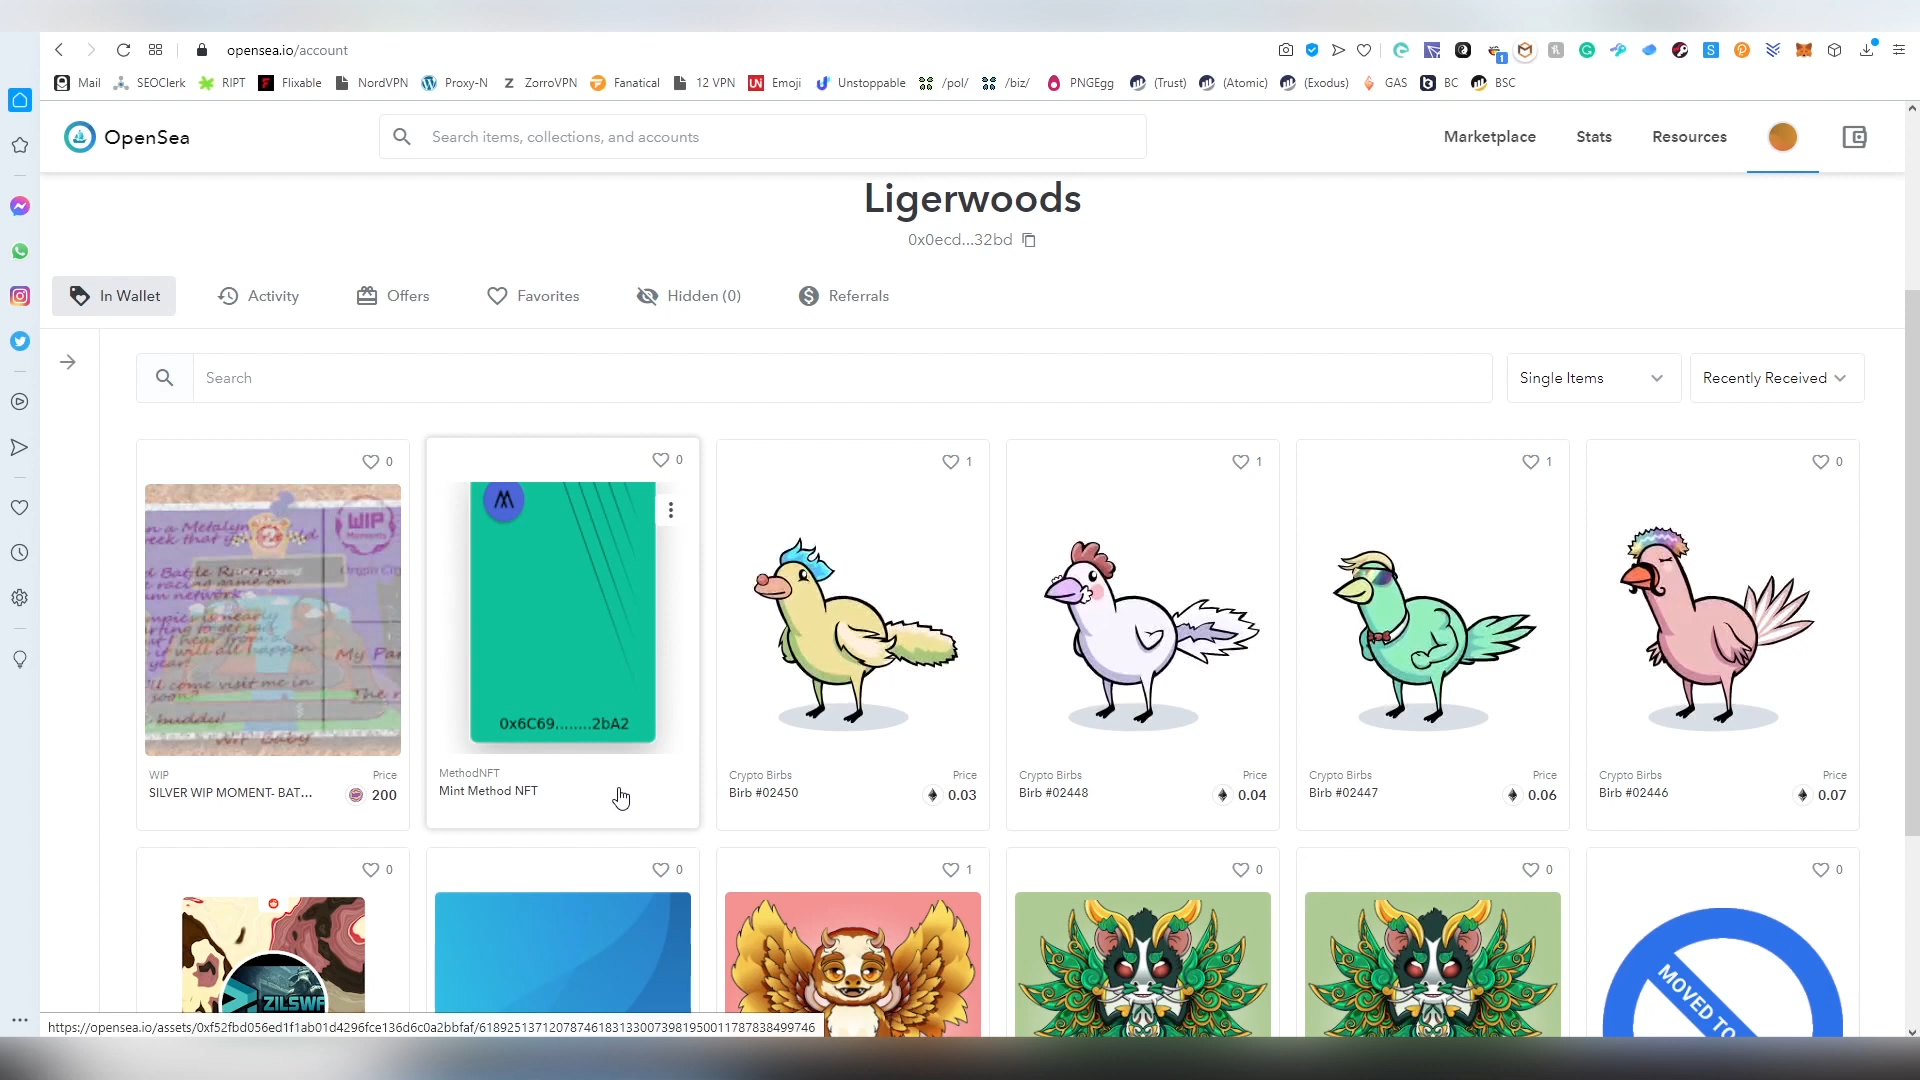 opensea.io/account
Mail SEOClerk RIPT Flixable NordVPN Proxy-N ZorroVPN Fanatical 12 VPN Emoji Unstoppable /pol/ /biz/ PNGEgg (Trust) (Atomic) (Exodus) GAS BC BSC
OpenSea Search items, collections, and accounts Marketplace Stats Resources
Ligerwoods
0x0ecd...32bd
In Wallet Activity Offers Favorites Hidden (0) Referrals
Search Single Items Recently Received
0 0 1 1 1 0
WIP
My Pa
WIP Baby
0x6C69........2bA2
WIP Price MethodNFT Crypto Birbs Price Crypto Birbs Price Crypto Birbs Price Crypto Birbs Price
SILVER WIP MOMENT- BAT... 200 Mint Method NFT Birb #02450 0.03 Birb #02448 0.04 Birb #02447 0.06 Birb #02446 0.07
0 0 1 0 0 0
ZILSWA
MOVED TO
https://opensea.io/assets/0xf52fbd056ed1f1ab01d4296fce136d6c0a2bbfaf/61892513712078746183133007398195001178783849974​6